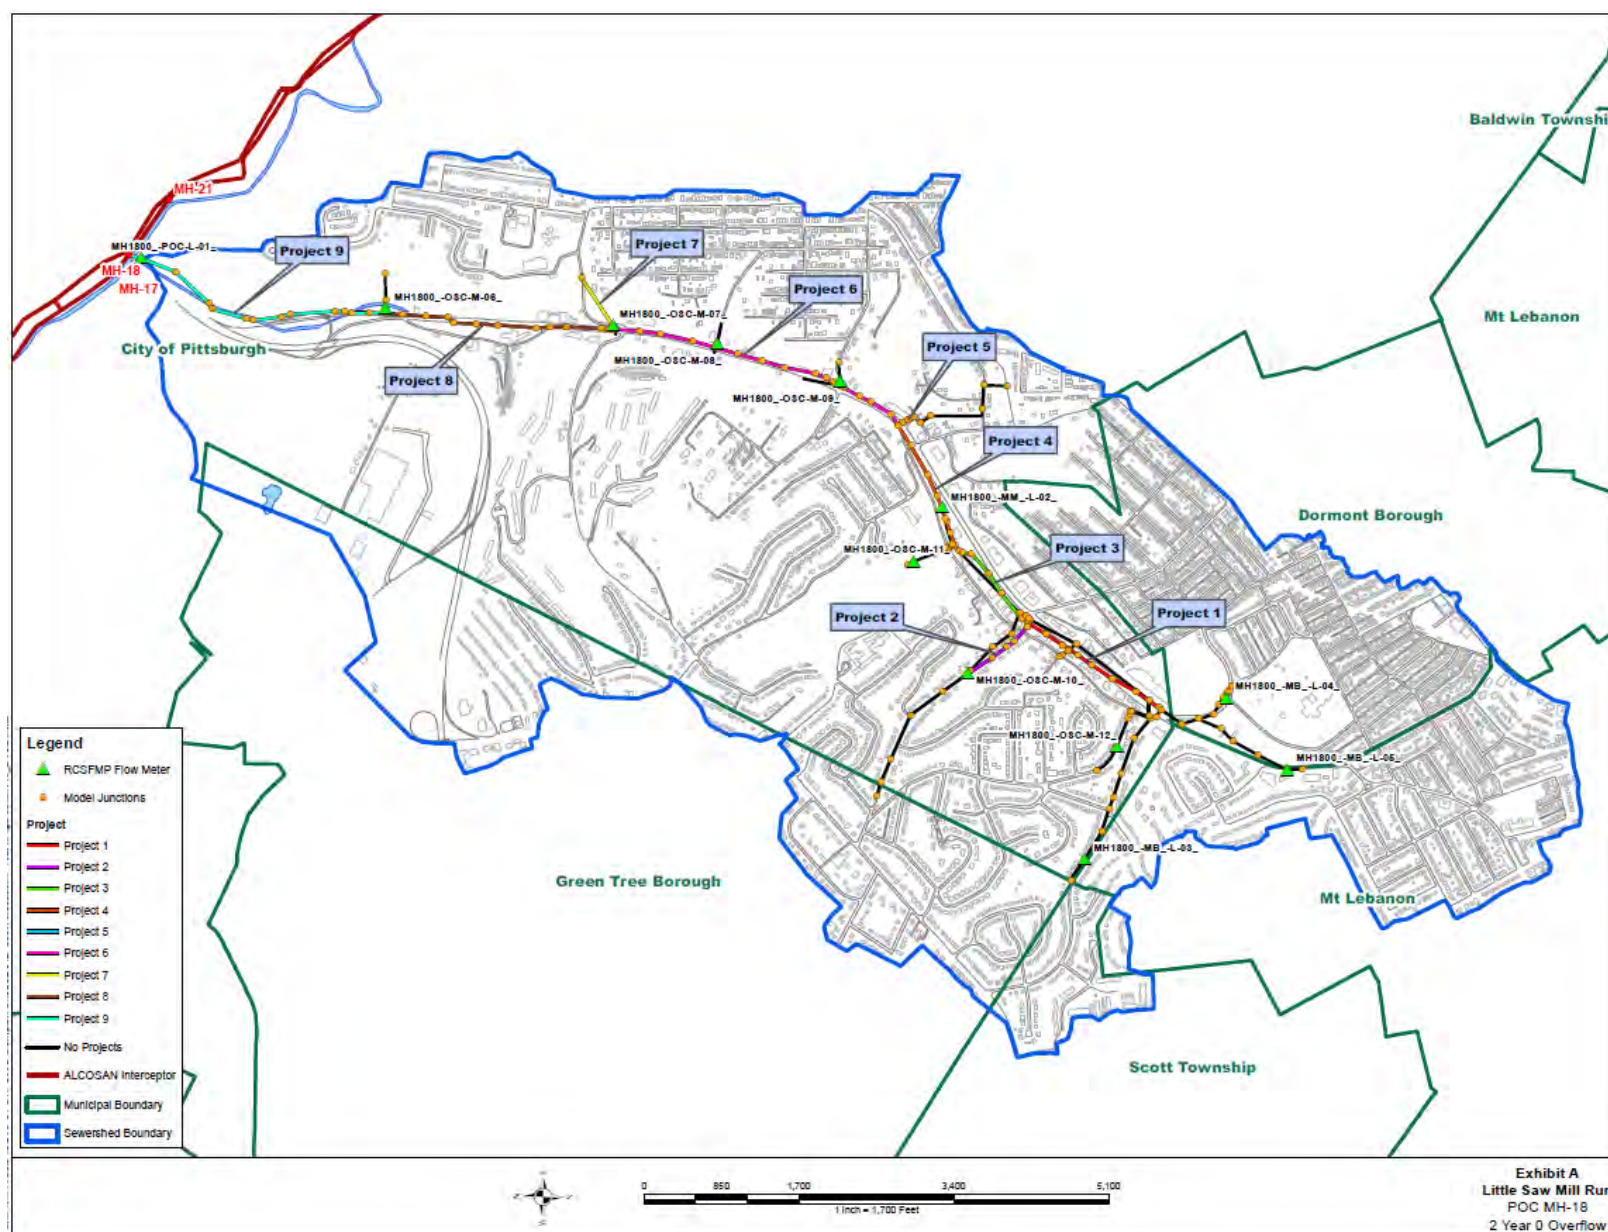 Baldwin Townshi
MH-21
Mt Lebanon
MH1800_-POC-L-01_
Project 9
Project 7
MH-18
MH-17
Project 6
MH1800_-OSC-M-06_
MH1800_-OSC-M-07_
City of Pittsburgh
Project 5
MH1800_-OSC-M-08_
Project 8
MH1800_-OSC-M-09_
Project 4
MH1800_-MM_-L-02_
Dormont Borough
MH1800_-OSC-M-11_
Project 3
Project 2
Project 1
MH1800_-OSC-M-10_
MH1800_-MB_-L-04_
MH1800_-OSC-M-12_
MH1800_-MB_-L-05_
MH1800_-MB_-L-03_
Green Tree Borough
Mt Lebanon
Scott Township
Legend
RCSFMP Flow Meter
Model Junctions
Project
Project 1
Project 2
Project 3
Project 4
Project 5
Project 6
Project 7
Project 8
Project 9
No Projects
ALCOSAN Interceptor
Municipal Boundary
Sewershed Boundary
0 850 1,700 3,400 5,100
1 inch = 1,700 Feet
Exhibit A
Little Saw Mill Run
POC MH-18
2 Year 0 Overflow